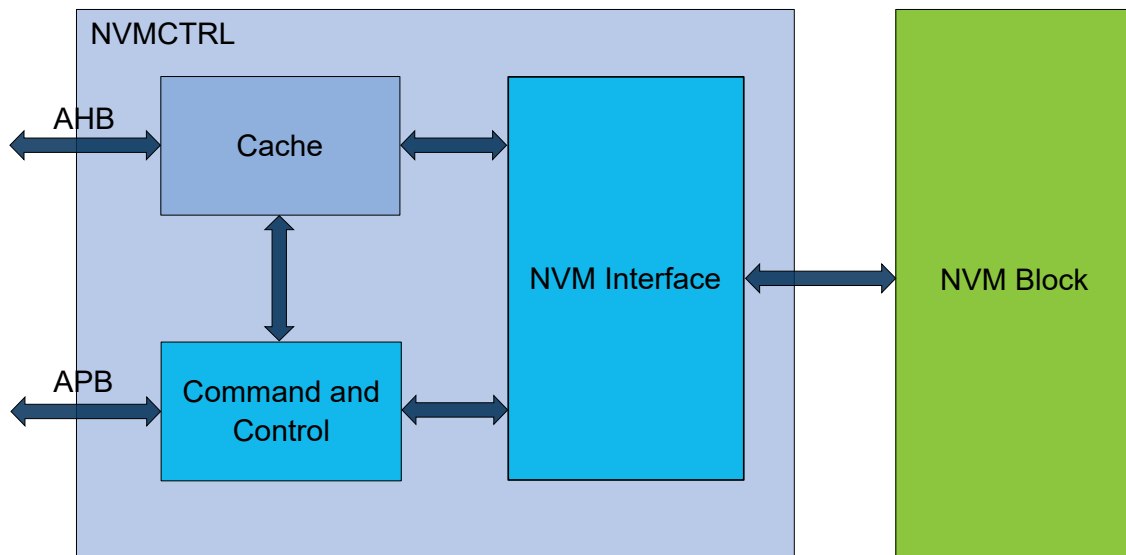 NVMCTRL
AHB
Cache
NVM Interface
NVM Block
APB
Command and
Control